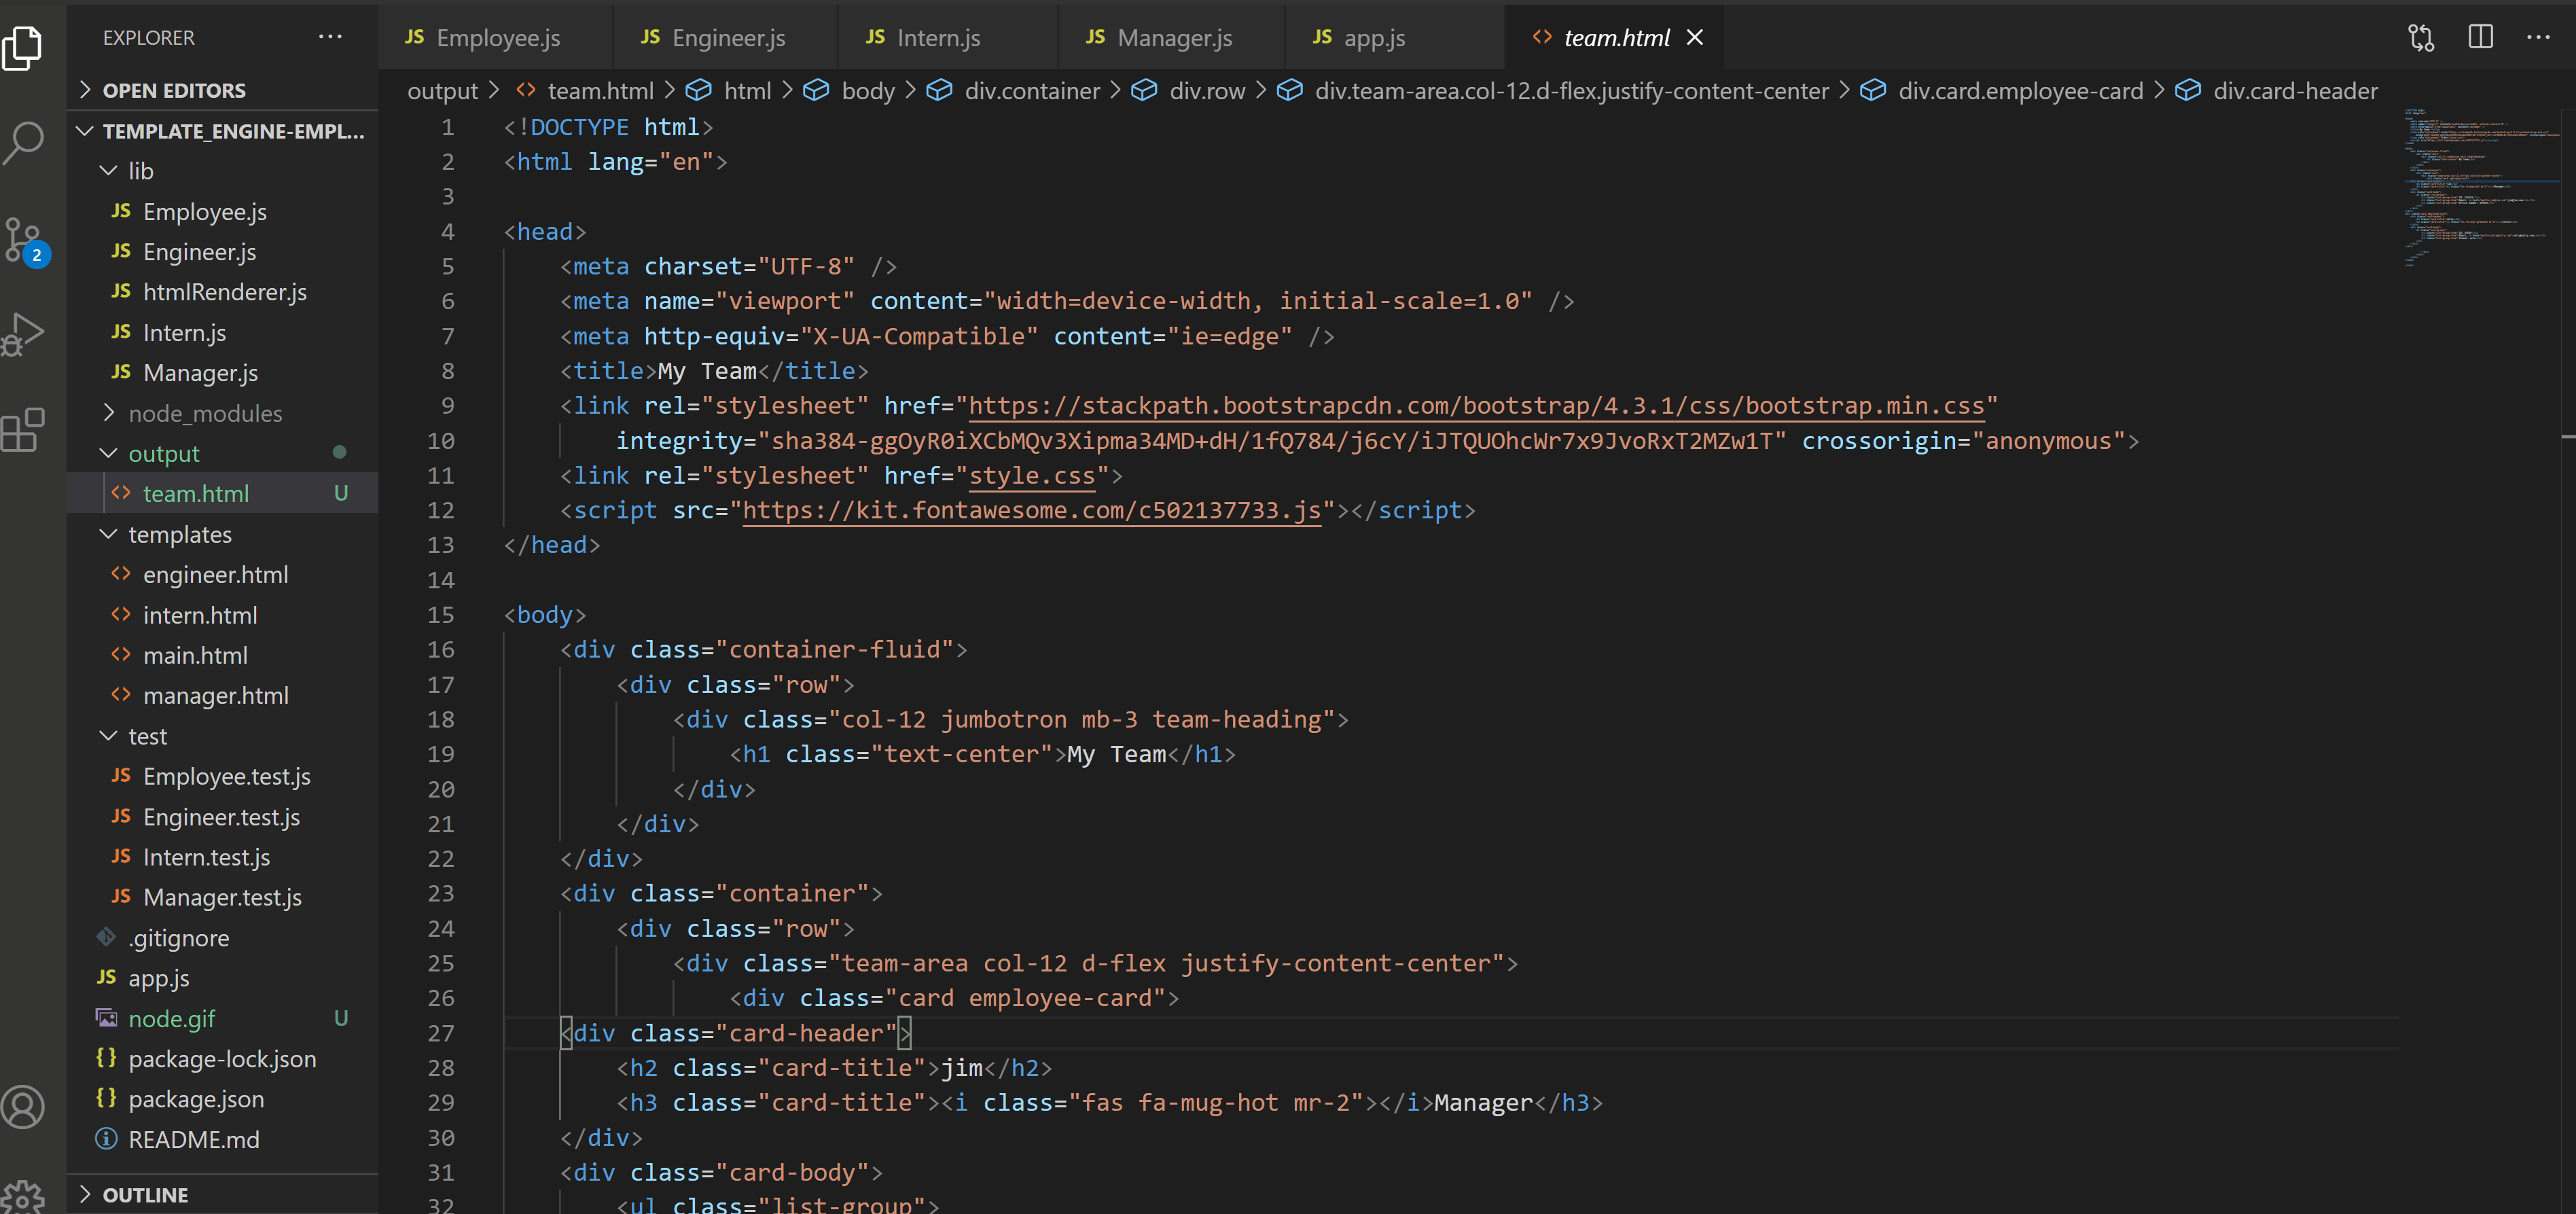 EXPLORER
OPEN EDITORS
TEMPLATE_ENGINE-EMPL...
lib
JS Employee.js
JS Engineer.js
JS htmlRenderer.js
JS Intern.js
JS Manager.js
node_modules
output
<> team.html U
templates
<> engineer.html
<> intern.html
<> main.html
<> manager.html
test
JS Employee.test.js
JS Engineer.test.js
JS Intern.test.js
JS Manager.test.js
.gitignore
JS app.js
node.gif U
{} package-lock.json
{} package.json
README.md
OUTLINE
2
JS Employee.js JS Engineer.js JS Intern.js JS Manager.js JS app.js <> team.html
output > <> team.html > html > body > div.container > div.row > div.team-area.col-12.d-flex.justify-content-center > div.card.employee-card > div.card-header
1 <!DOCTYPE html>
2 <html lang="en">
3
4 <head>
5 <meta charset="UTF-8" />
6 <meta name="viewport" content="width=device-width, initial-scale=1.0" />
7 <meta http-equiv="X-UA-Compatible" content="ie=edge" />
8 <title>My Team</title>
9 <link rel="stylesheet" href="https://stackpath.bootstrapcdn.com/bootstrap/4.3.1/css/bootstrap.min.css"
10 integrity="sha384-ggOyR0iXCbMQv3Xipma34MD+dH/1fQ784/j6cY/iJTQUOhcWr7x9JvoRxT2MZw1T" crossorigin="anonymous">
11 <link rel="stylesheet" href="style.css">
12 <script src="https://kit.fontawesome.com/c502137733.js"></script>
13 </head>
14
15 <body>
16 <div class="container-fluid">
17 <div class="row">
18 <div class="col-12 jumbotron mb-3 team-heading">
19 <h1 class="text-center">My Team</h1>
20 </div>
21 </div>
22 </div>
23 <div class="container">
24 <div class="row">
25 <div class="team-area col-12 d-flex justify-content-center">
26 <div class="card employee-card">
27 <div class="card-header">
28 <h2 class="card-title">jim</h2>
29 <h3 class="card-title"><i class="fas fa-mug-hot mr-2"></i>Manager</h3>
30 </div>
31 <div class="card-body">
32 <ul class="list-group">